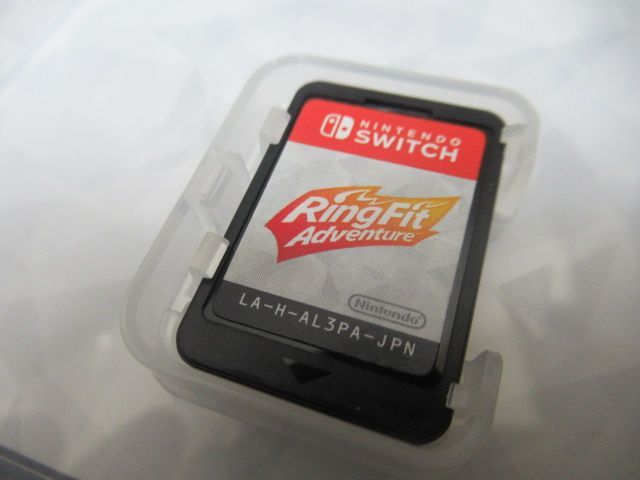 NINTENDO
SWITCH
RingFit
Adventure
Nintendo
LA-H-AL3PA-JPN